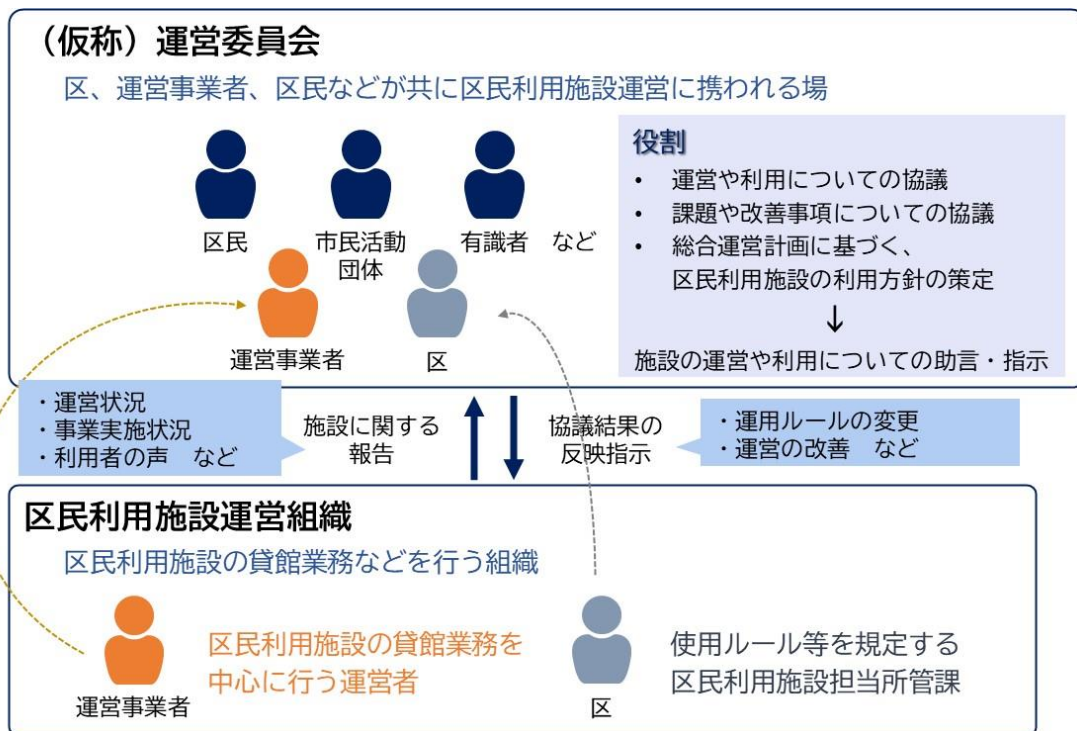 （仮称）運営委員会
区、運営事業者、区民などが共に区民利用施設運営に携われる場
区民
市民活動
団体
有識者　など
運営事業者
区
役割
• 運営や利用についての協議
• 課題や改善事項についての協議
• 総合運営計画に基づく、
区民利用施設の利用方針の策定
↓
施設の運営や利用についての助言・指示
・運営状況
・事業実施状況
・利用者の声　など
施設に関する
報告
協議結果の
反映指示
・運用ルールの変更
・運営の改善　など
区民利用施設運営組織
区民利用施設の貸館業務などを行う組織
運営事業者
区民利用施設の貸館業務を
中心に行う運営者
区
使用ルール等を規定する
区民利用施設担当所管課